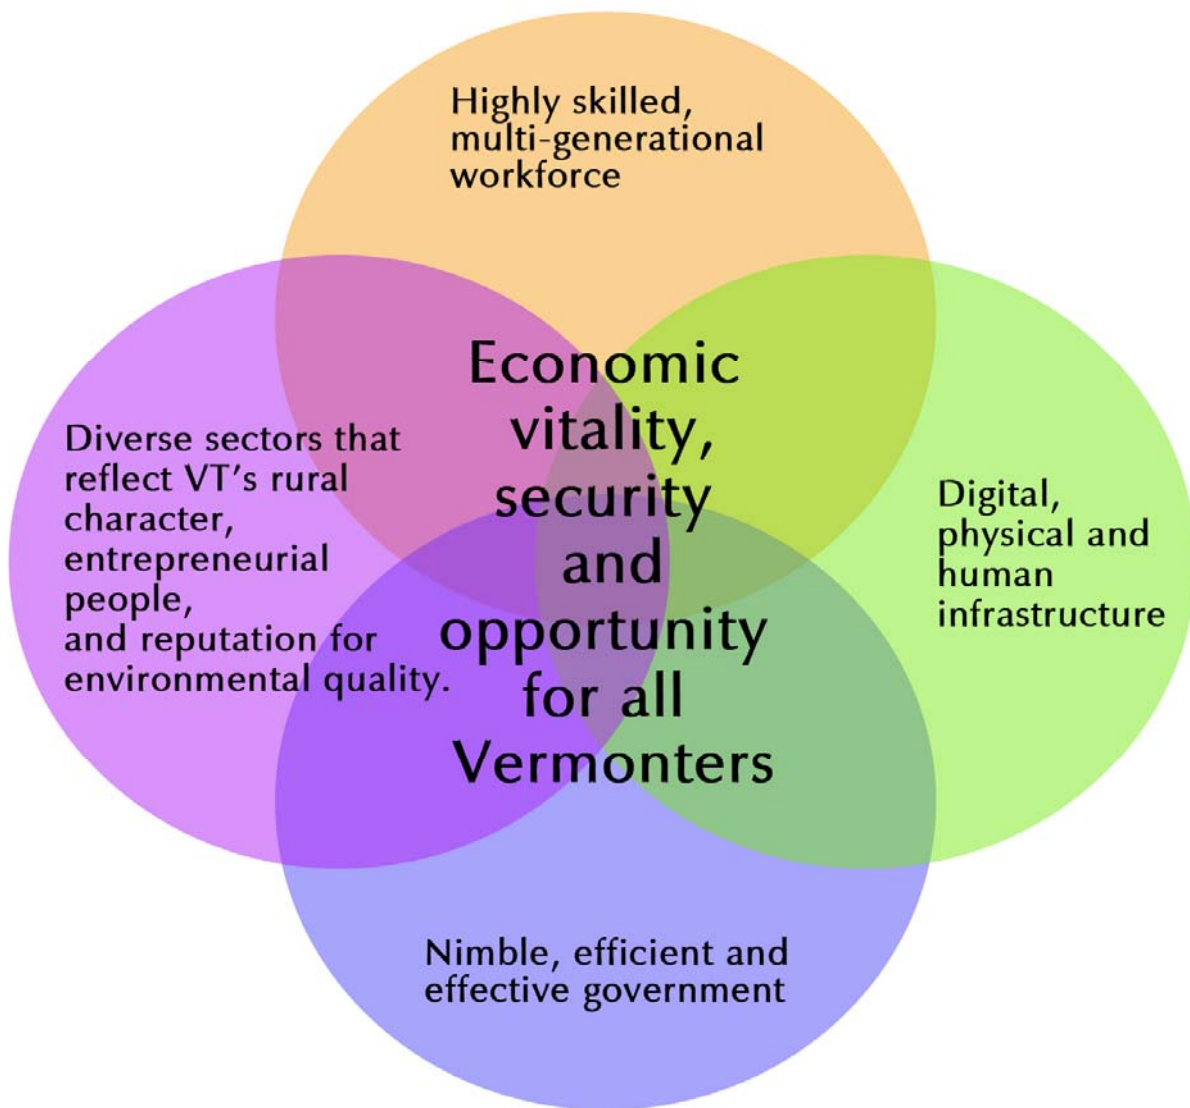 Highly skilled,
multi-generational
workforce
Economic
vitality,
security
and
opportunity
for all
Vermonters
Diverse sectors that
reflect VT's rural
character,
entrepreneurial
people,
and reputation for
environmental quality.
Digital,
physical and
human
infrastructure
Nimble, efficient and
effective government